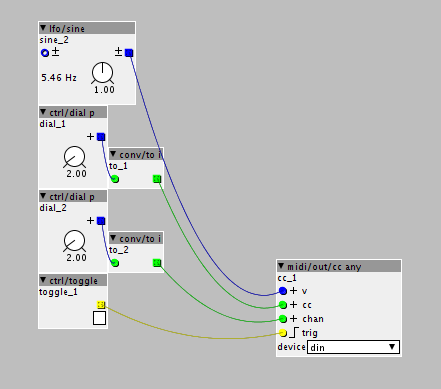 lfo/sine
sine_2
± ±
5.46 Hz
1.00
ctrl/dial p
dial_1
+
2.00
conv/to i
to_1
ctrl/dial p
dial_2
+
2.00
conv/to i
to_2
ctrl/toggle
toggle_1
midi/out/cc any
cc_1
+ v
+ cc
+ chan
trig
device din